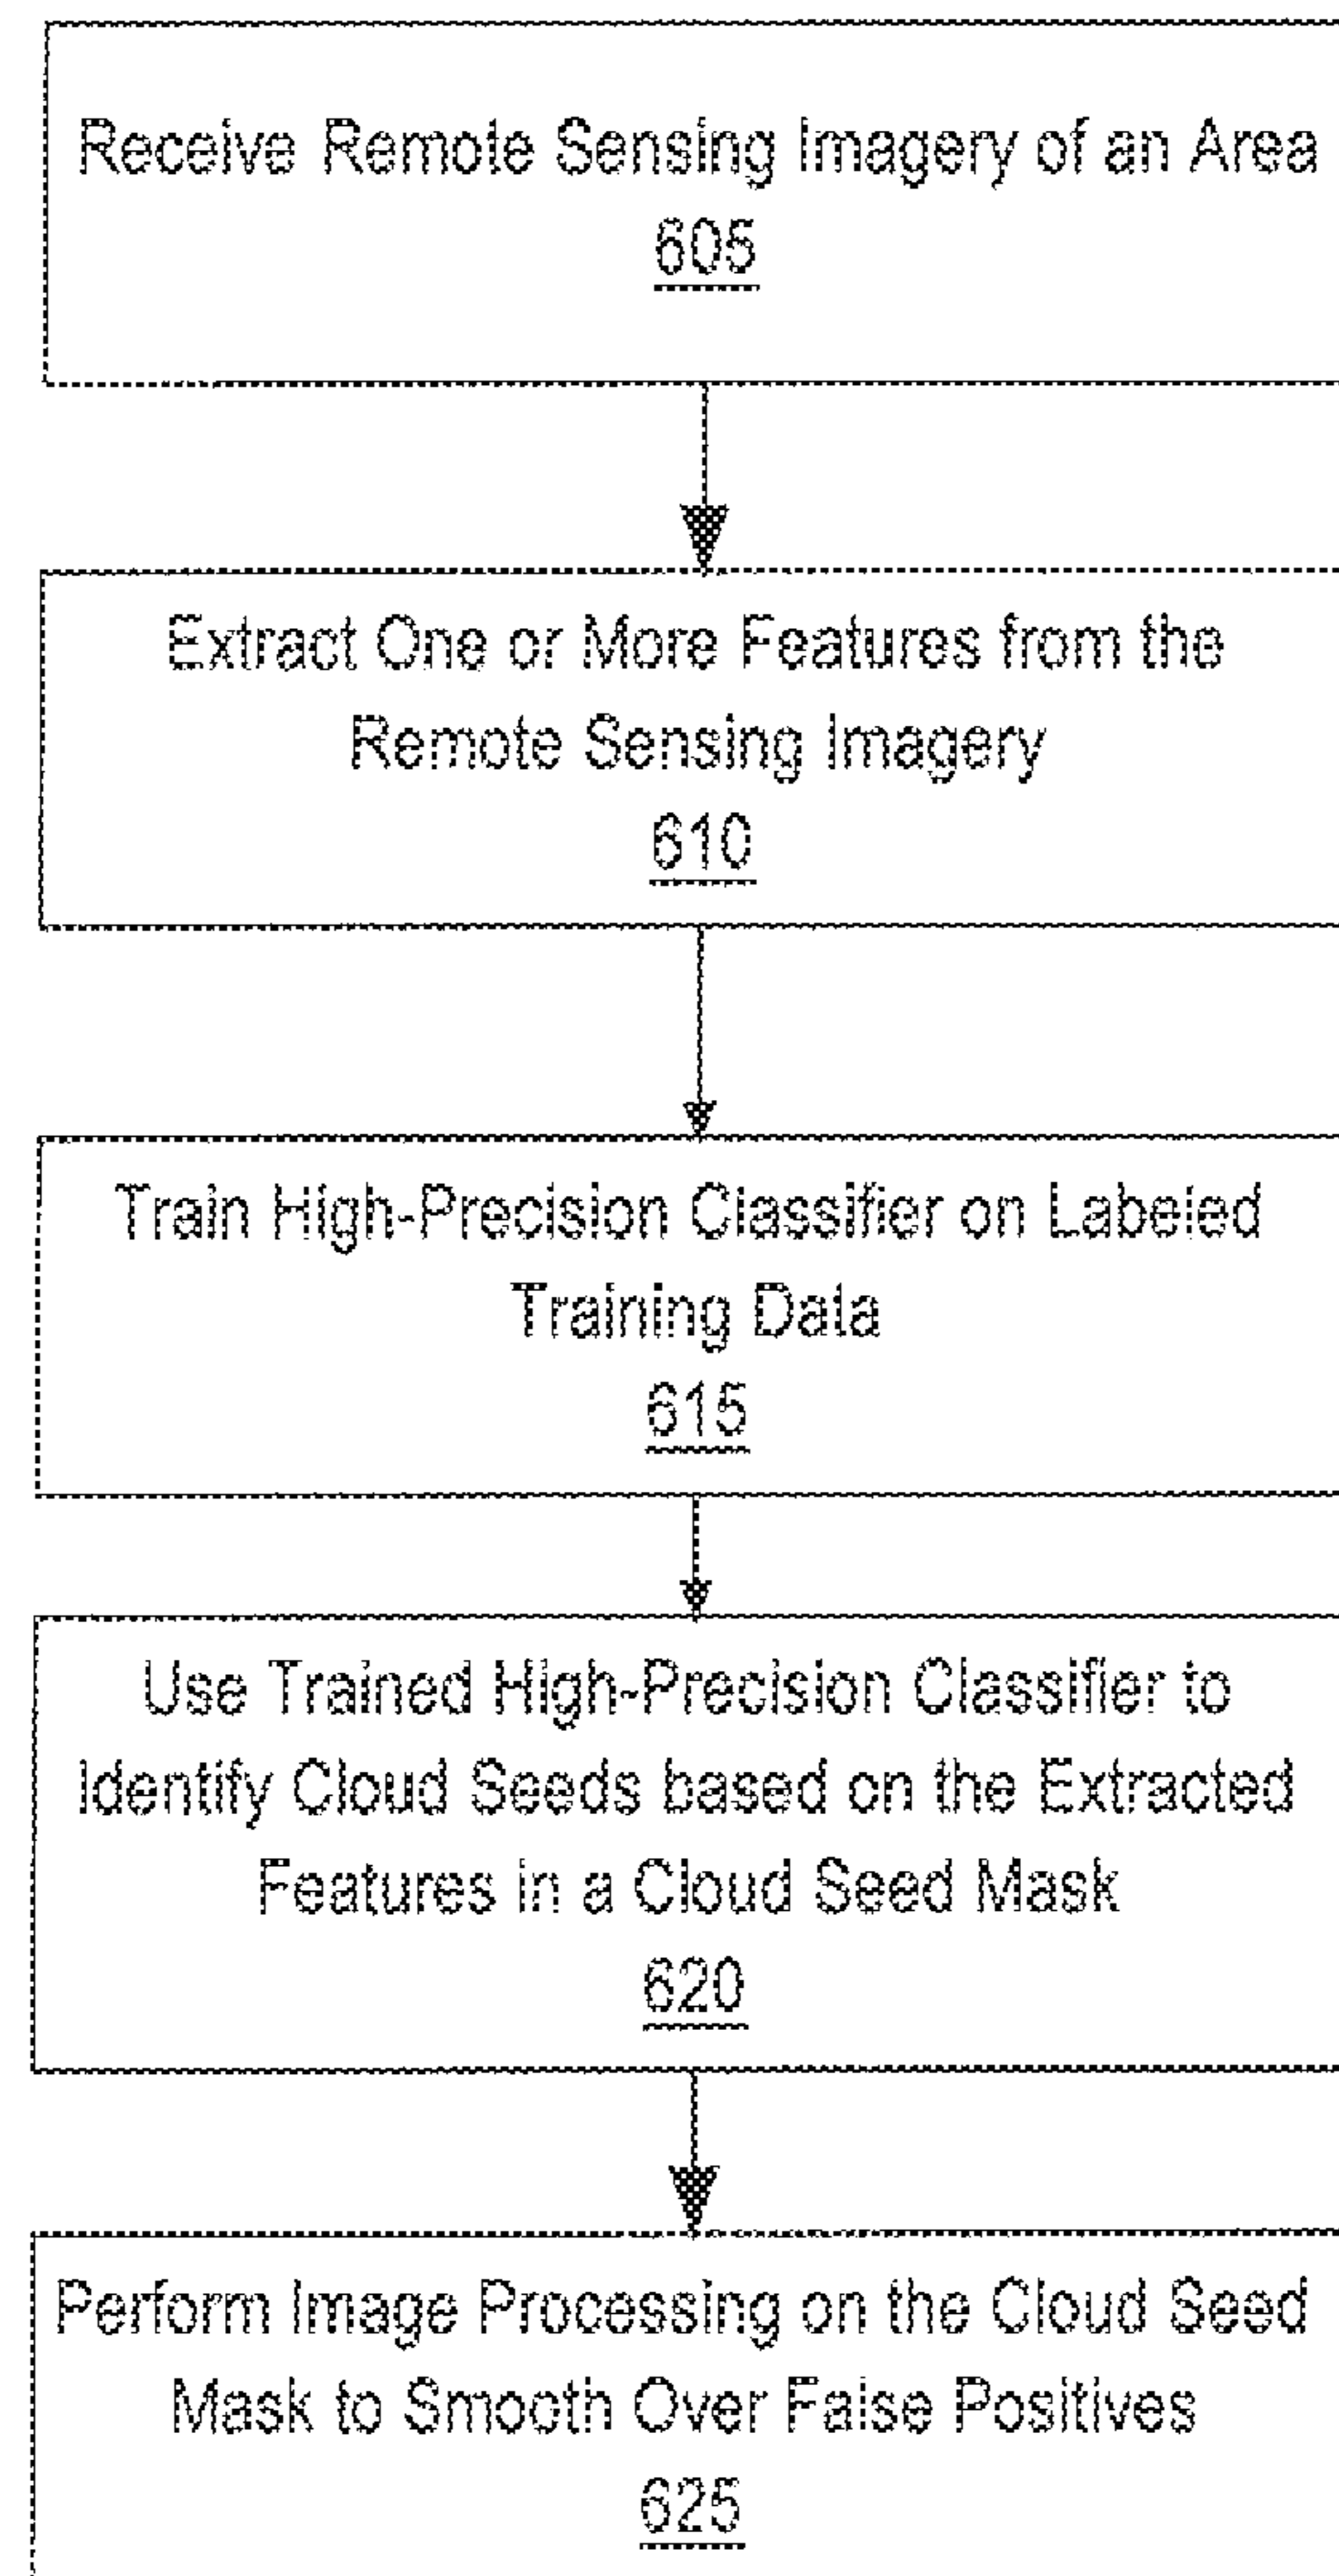 Receive Remote Sensing Imagery of an Area
605
Extract One or More Features from the
Remote Sensing Imagery
610
Train High-Precision Classifier on Labeled
Training Data
615
Use Trained High-Precision Classifier to
Identify Cloud Seeds based on the Extracted
Features in a Cloud Seed Mask
620
Perform Image Processing on the Cloud Seed
Mask to Smooth Over False Positives
625